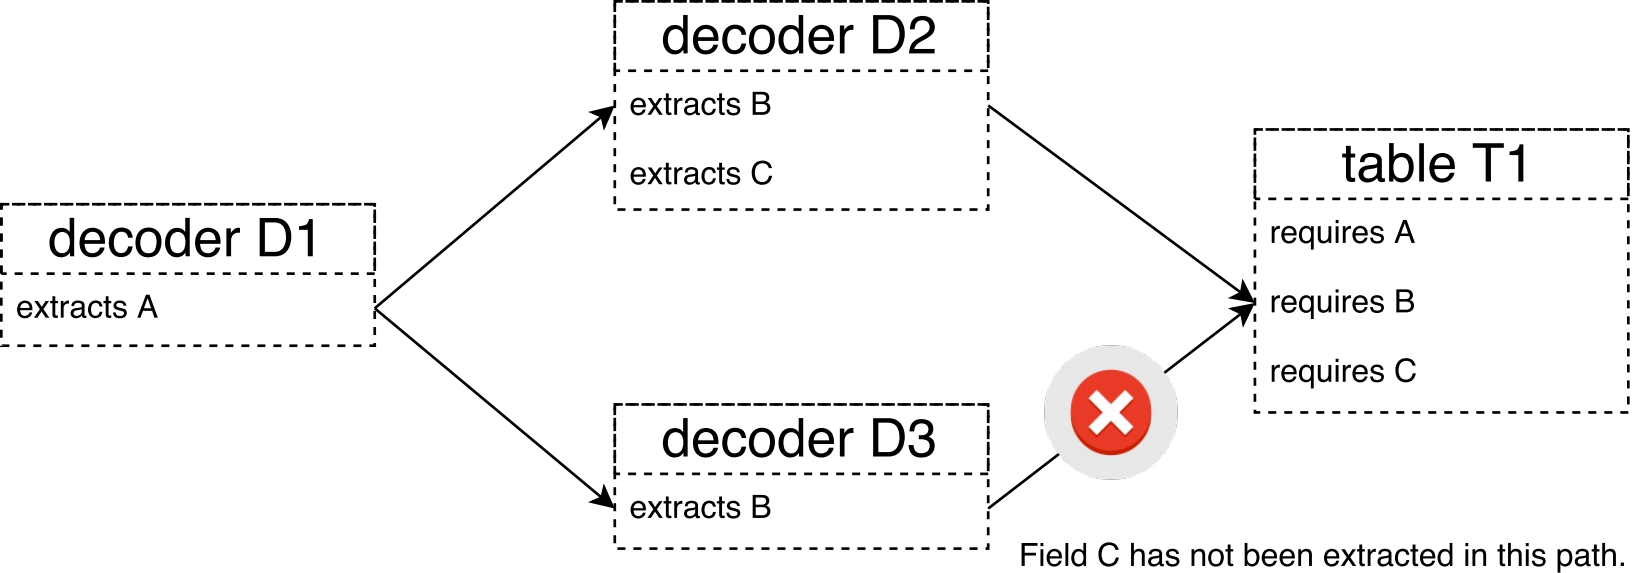 decoder D1
extracts A
decoder D2
extracts B
extracts C
decoder D3
extracts B
table T1
requires A
requires B
requires C
Field C has not been extracted in this path.